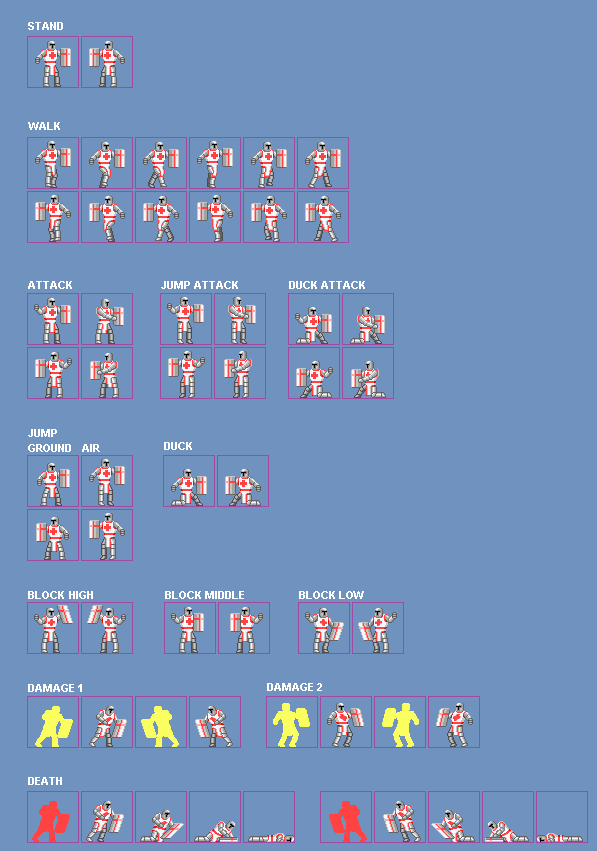 STAND
WALK
ATTACK
JUMP ATTACK
DUCK ATTACK
JUMP
GROUND AIR
DUCK
BLOCK HIGH
BLOCK MIDDLE
BLOCK LOW
DAMAGE 1
DAMAGE 2
DEATH